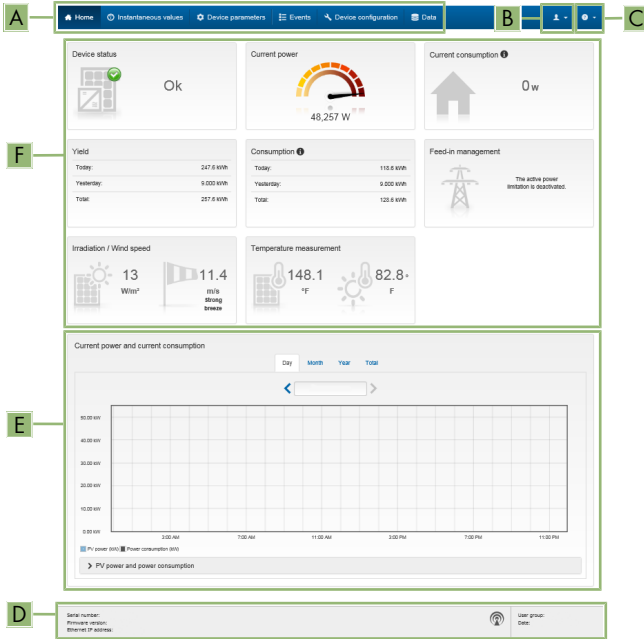 A
Home Instantaneous values Device parameters Events Device configuration Data
B
C
F
Device status
Ok
Current power
48,257 W
Current consumption
0 w
Yield
Today: 247.6 kWh
Yesterday: 9.000 kWh
Total: 257.6 kWh
Consumption
Today: 118.6 kWh
Yesterday: 9.000 kWh
Total: 128.6 kWh
Feed-in management
The active power
limitation is deactivated.
Irradiation / Wind speed
13
W/m²
11.4
m/s
strong
breeze
Temperature measurement
148.1
°F
82.8°
F
E
Current power and current consumption
Day Month Year Total
50.00 kW
40.00 kW
30.00 kW
20.00 kW
10.00 kW
0.00 kW
3:00 AM 7:00 AM 11:00 AM 3:00 PM 7:00 PM 11:00 PM
PV power (kW) Power consumption (kW)
PV power and power consumption
D
Serial number:
Firmware version:
Ethernet IP address:
User group:
Date: